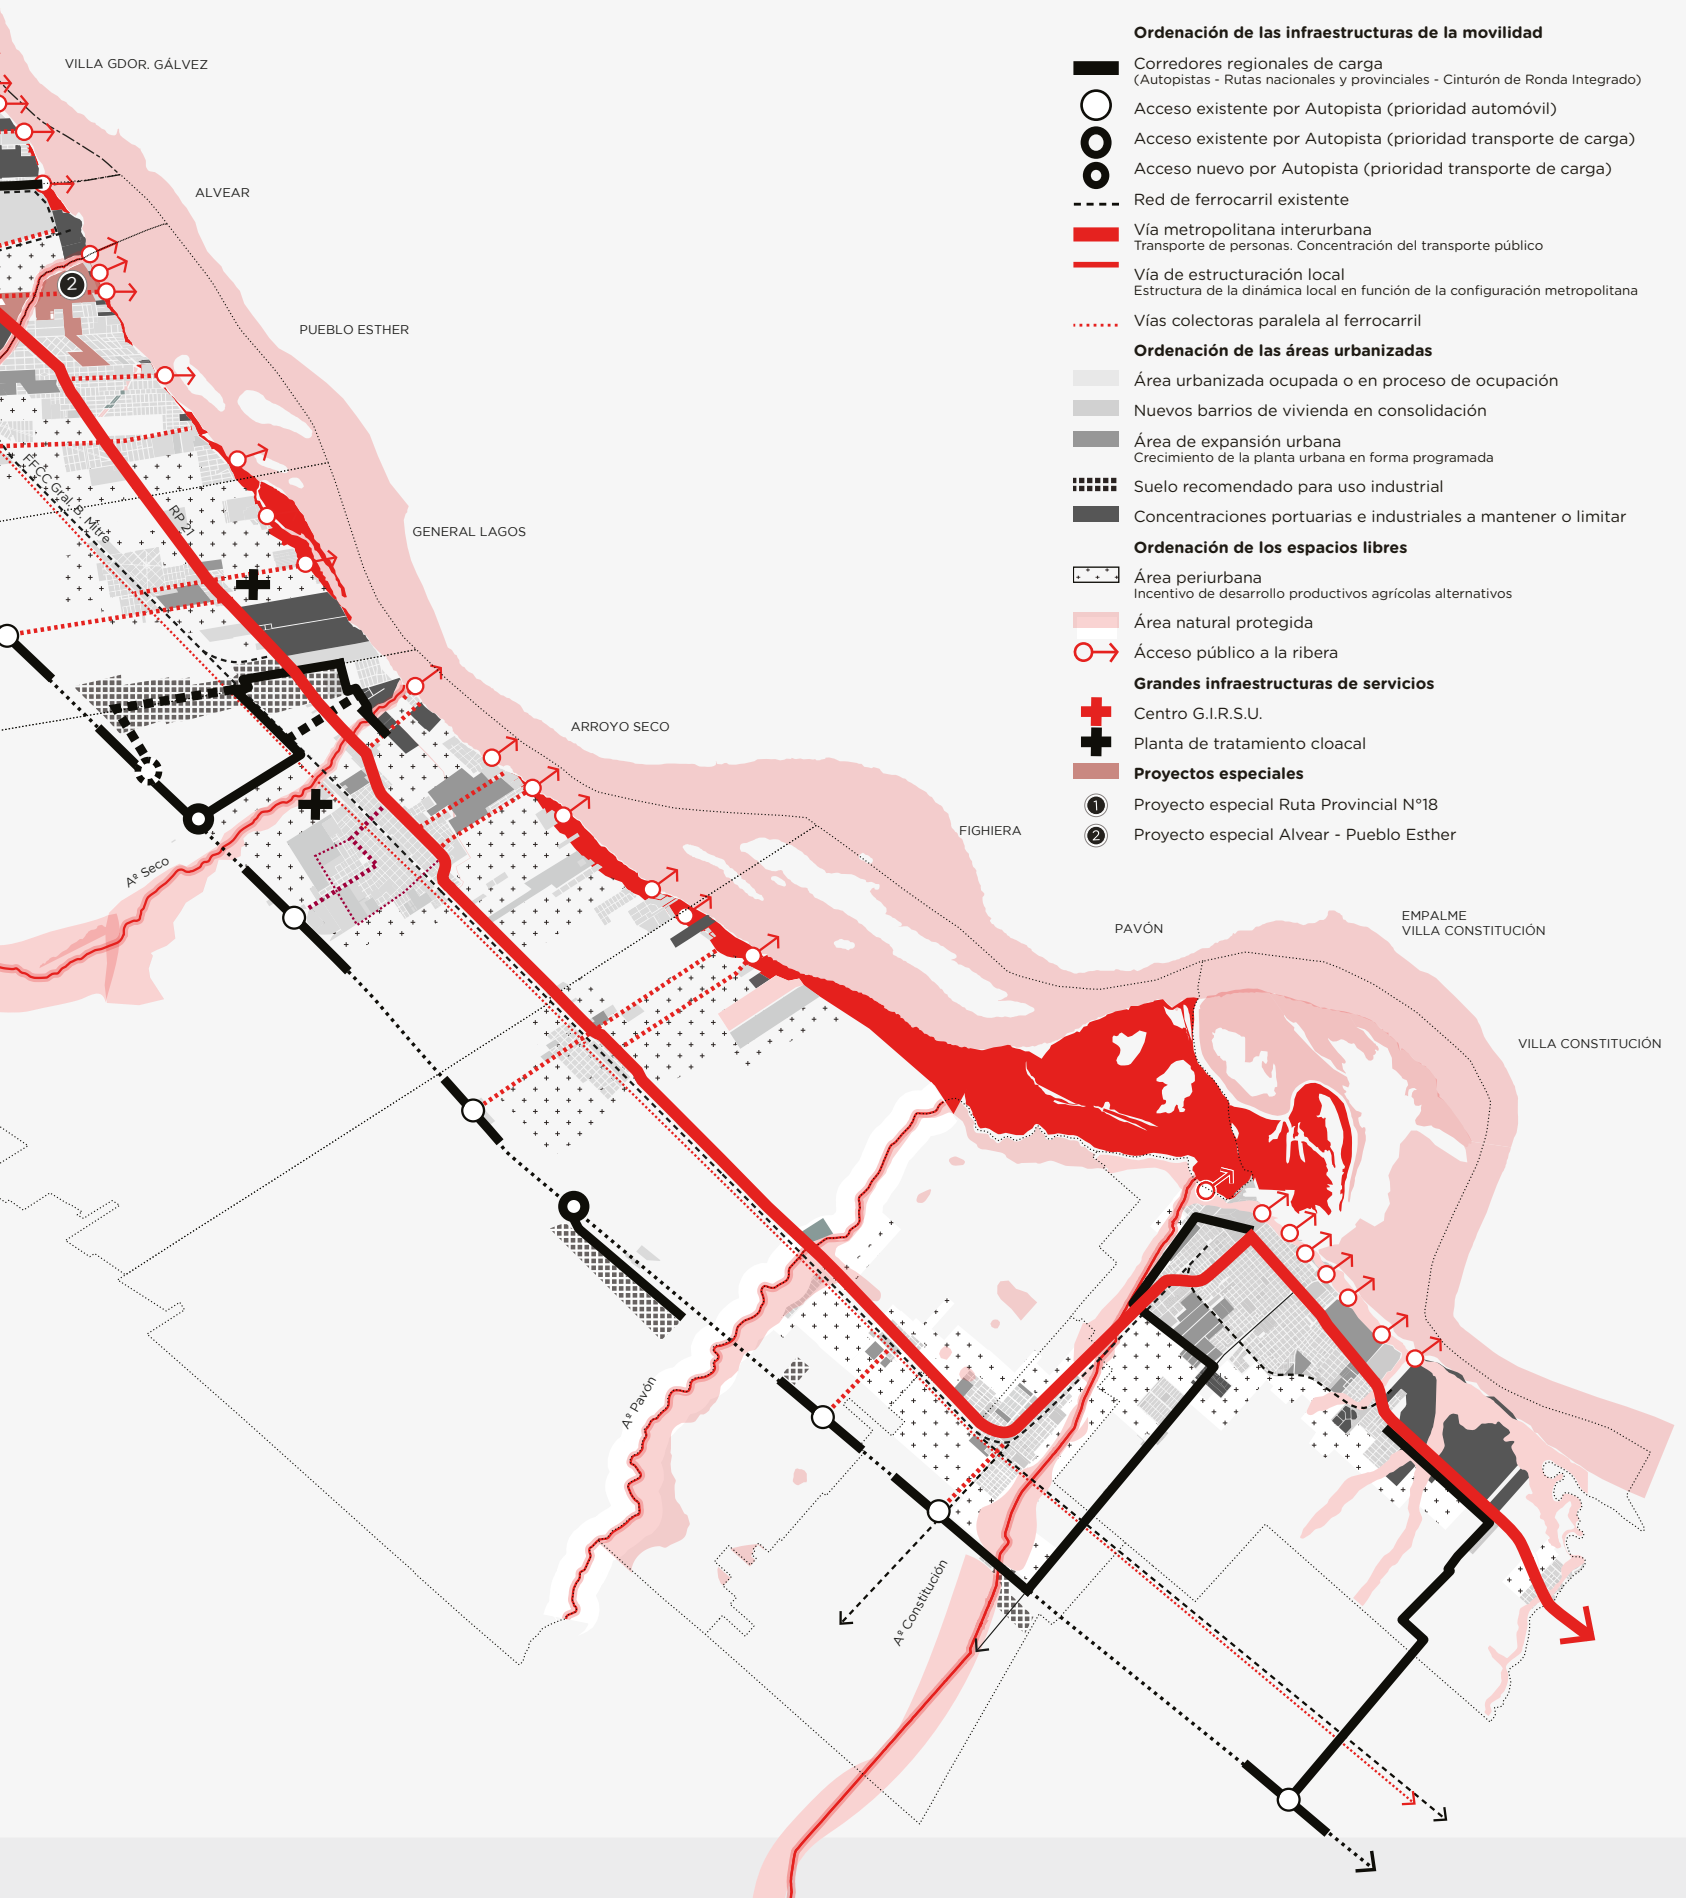 VILLA GDOR. GÁLVEZ
ALVEAR
2
PUEBLO ESTHER
FFCC Gral. B. Mitre
RP 21
GENERAL LAGOS
ARROYO SECO
Aº Seco
FIGHIERA
PAVÓN
EMPALME
VILLA CONSTITUCIÓN
VILLA CONSTITUCIÓN
Aº Pavón
Aº Constitución
Ordenación de las infraestructuras de la movilidad
Corredores regionales de carga
(Autopistas - Rutas nacionales y provinciales - Cinturón de Ronda Integrado)
Acceso existente por Autopista (prioridad automóvil)
Acceso existente por Autopista (prioridad transporte de carga)
Acceso nuevo por Autopista (prioridad transporte de carga)
Red de ferrocarril existente
Vía metropolitana interurbana
Transporte de personas. Concentración del transporte público
Vía de estructuración local
Estructura de la dinámica local en función de la configuración metropolitana
Vías colectoras paralela al ferrocarril
Ordenación de las áreas urbanizadas
Área urbanizada ocupada o en proceso de ocupación
Nuevos barrios de vivienda en consolidación
Área de expansión urbana
Crecimiento de la planta urbana en forma programada
Suelo recomendado para uso industrial
Concentraciones portuarias e industriales a mantener o limitar
Ordenación de los espacios libres
Área periurbana
Incentivo de desarrollo productivos agrícolas alternativos
Área natural protegida
Ácceso público a la ribera
Grandes infraestructuras de servicios
Centro G.I.R.S.U.
Planta de tratamiento cloacal
Proyectos especiales
1 Proyecto especial Ruta Provincial N°18
2 Proyecto especial Alvear - Pueblo Esther